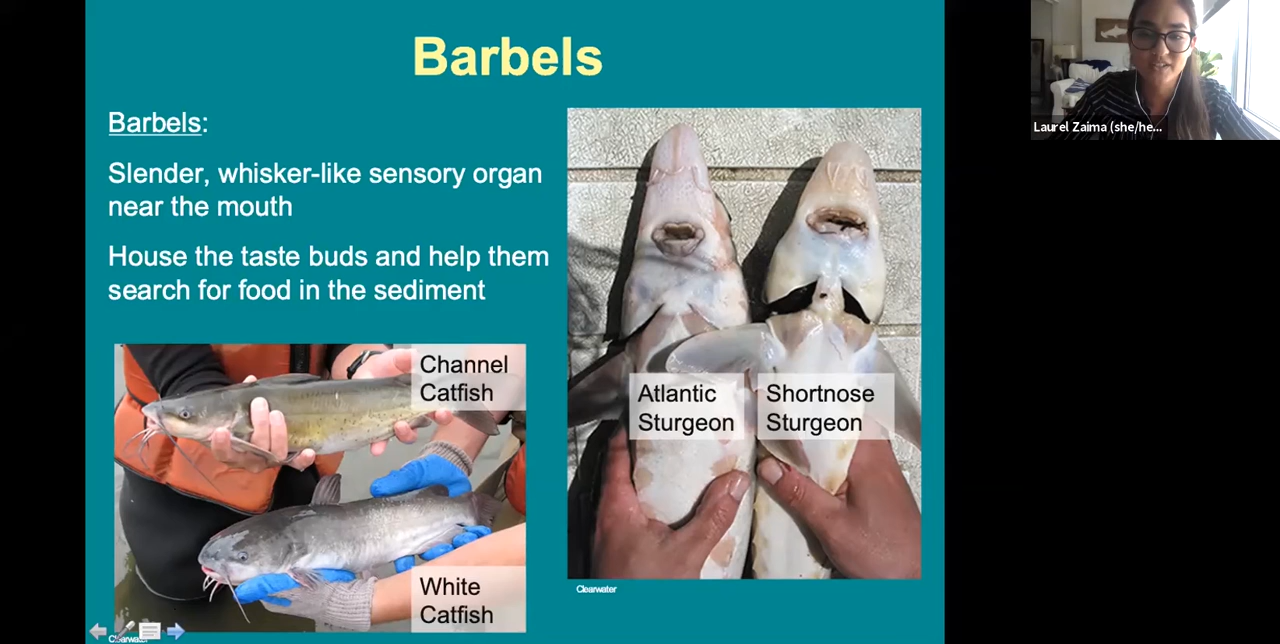 Barbels
Laurel Zaima (she/he...
Barbels:
Slender, whisker-like sensory organ
near the mouth
House the taste buds and help them
search for food in the sediment
Channel
Catfish
White
Catfish
Atlantic
Sturgeon
Shortnose
Sturgeon
Clearwater
Clearwater